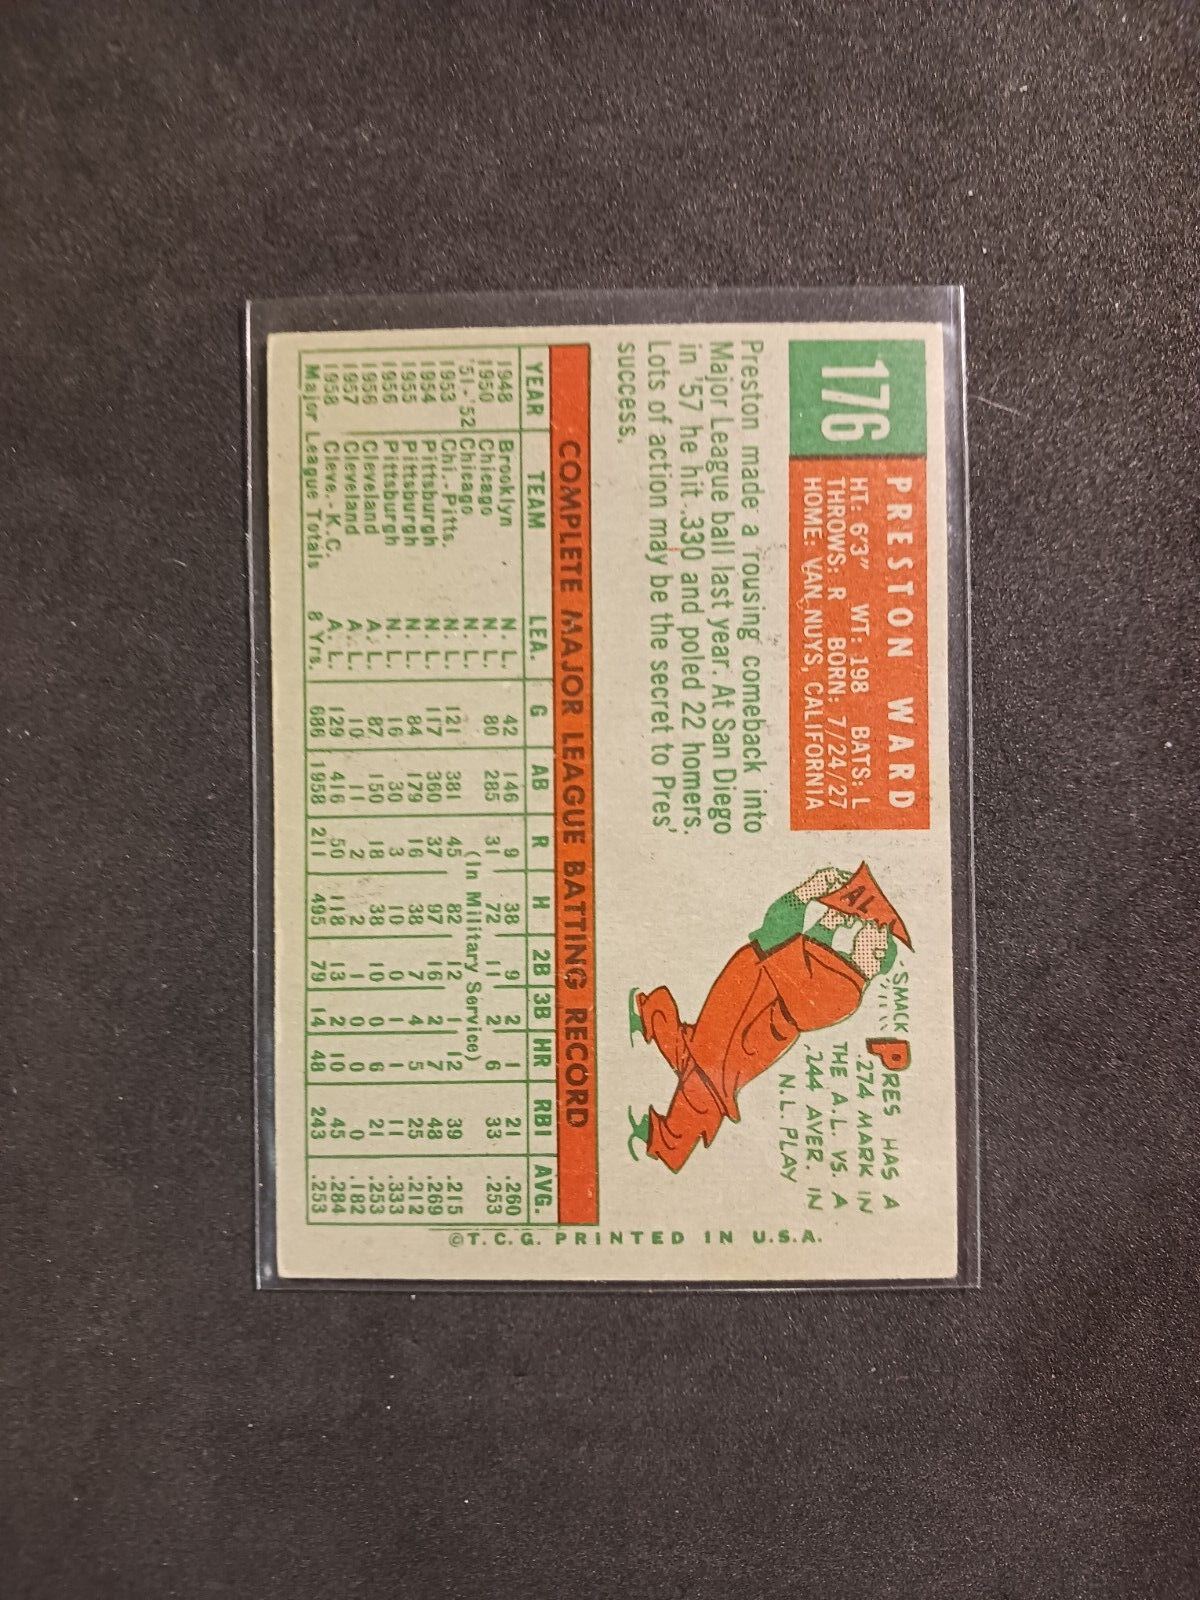 176
PRESTON WARD
HT: 6'3" WT: 198 BATS: L
THROWS: R BORN: 7/24/27
HOME: VAN NUYS, CALIFORNIA
Preston made a rousing comeback into
Major League ball last year. At San Diego
in '57 he hit .330 and poled 22 homers.
Lots of action may be the secret to Pres'
success.
AL
SMACK
PRES HAS A
.274 MARK IN
THE A.L. VS. A
.244 AVER. IN
N.L. PLAY
COMPLETE MAJOR LEAGUE BATTING RECORD
YEAR TEAM LEA. G AB R H 2B 3B HR RBI AVG.
1948 Brooklyn N. L. 42 146 9 38 9 2 1 21 .260
1950 Chicago N. L. 80 285 31 72 11 2 6 33 .253
'51-'52 Chicago N. L. (In Military Service)
1953 Chi.-Pitts. N. L. 121 381 45 82 12 1 12 39 .215
1954 Pittsburgh N. L. 117 360 37 97 16 2 7 48 .269
1955 Pittsburgh N. L. 84 179 16 38 7 4 5 25 .212
1956 Pittsburgh N. L. 16 30 3 10 0 1 1 11 .333
1956 Cleveland A. L. 87 150 18 38 10 0 6 21 .253
1957 Cleveland A. L. 10 11 2 2 1 0 0 0 .182
1958 Cleve.-K.C. A. L. 129 416 50 118 13 2 10 45 .284
Major League Totals 8 Yrs. 686 1958 211 495 79 14 48 243 .253
©T.C.G. PRINTED IN U.S.A.